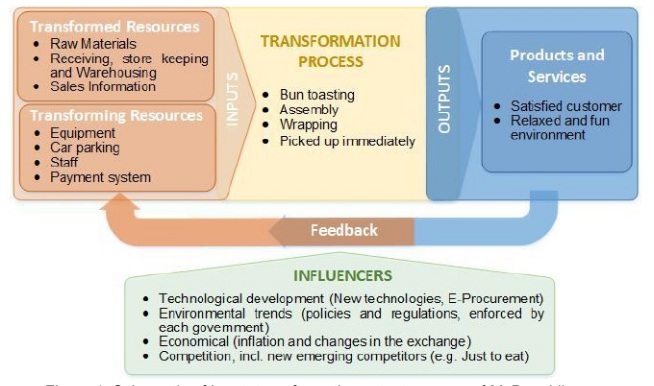 Transformed Resources
• Raw Materials
• Receiving, store keeping
and Warehousing
• Sales Information
Transforming Resources
• Equipment
• Car parking
• Staff
• Payment system
INPUTS
TRANSFORMATION
PROCESS
• Bun toasting
• Assembly
• Wrapping
• Picked up immediately
OUTPUTS
Products and
Services
• Satisfied customer
• Relaxed and fun
environment
Feedback
INFLUENCERS
• Technological development (New technologies, E-Procurement)
• Environmental trends (policies and regulations, enforced by
each government)
• Economical (inflation and changes in the exchange)
• Competition, incl. new emerging competitors (e.g. Just to eat)